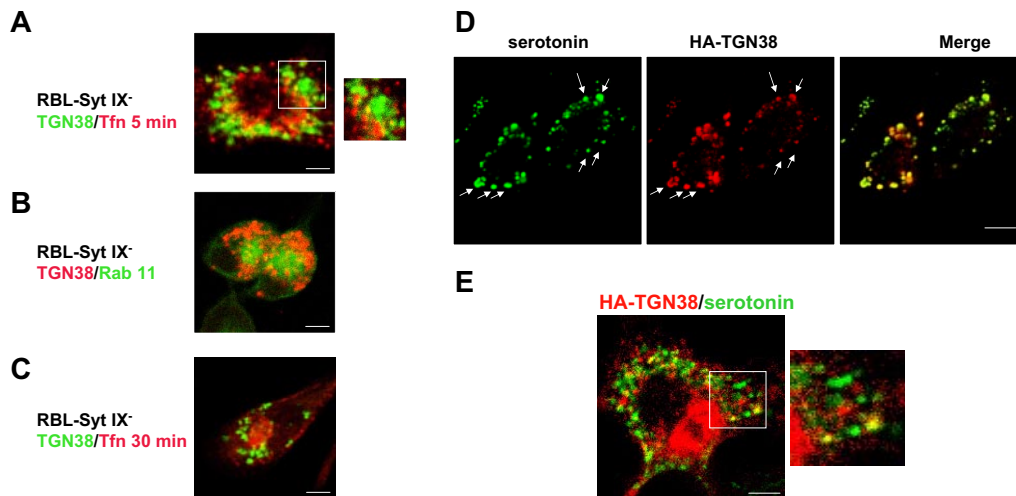 A
RBL-Syt IX⁻
TGN38/Tfn 5 min
B
RBL-Syt IX⁻
TGN38/Rab 11
C
RBL-Syt IX⁻
TGN38/Tfn 30 min
D
serotonin HA-TGN38 Merge
E
HA-TGN38/serotonin